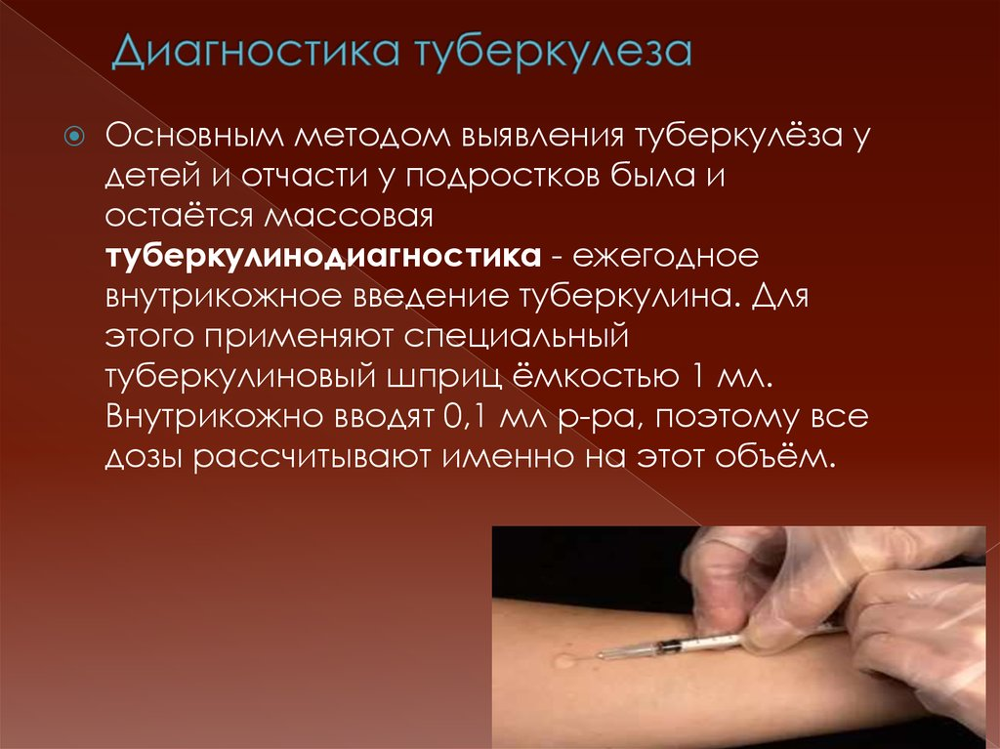 Диагностика туберкулеза
Основным методом выявления туберкулёза у
детей и отчасти у подростков была и
остаётся массовая
туберкулинодиагностика - ежегодное
внутрикожное введение туберкулина. Для
этого применяют специальный
туберкулиновый шприц ёмкостью 1 мл.
Внутрикожно вводят 0,1 мл р-ра, поэтому все
дозы рассчитывают именно на этот объём.